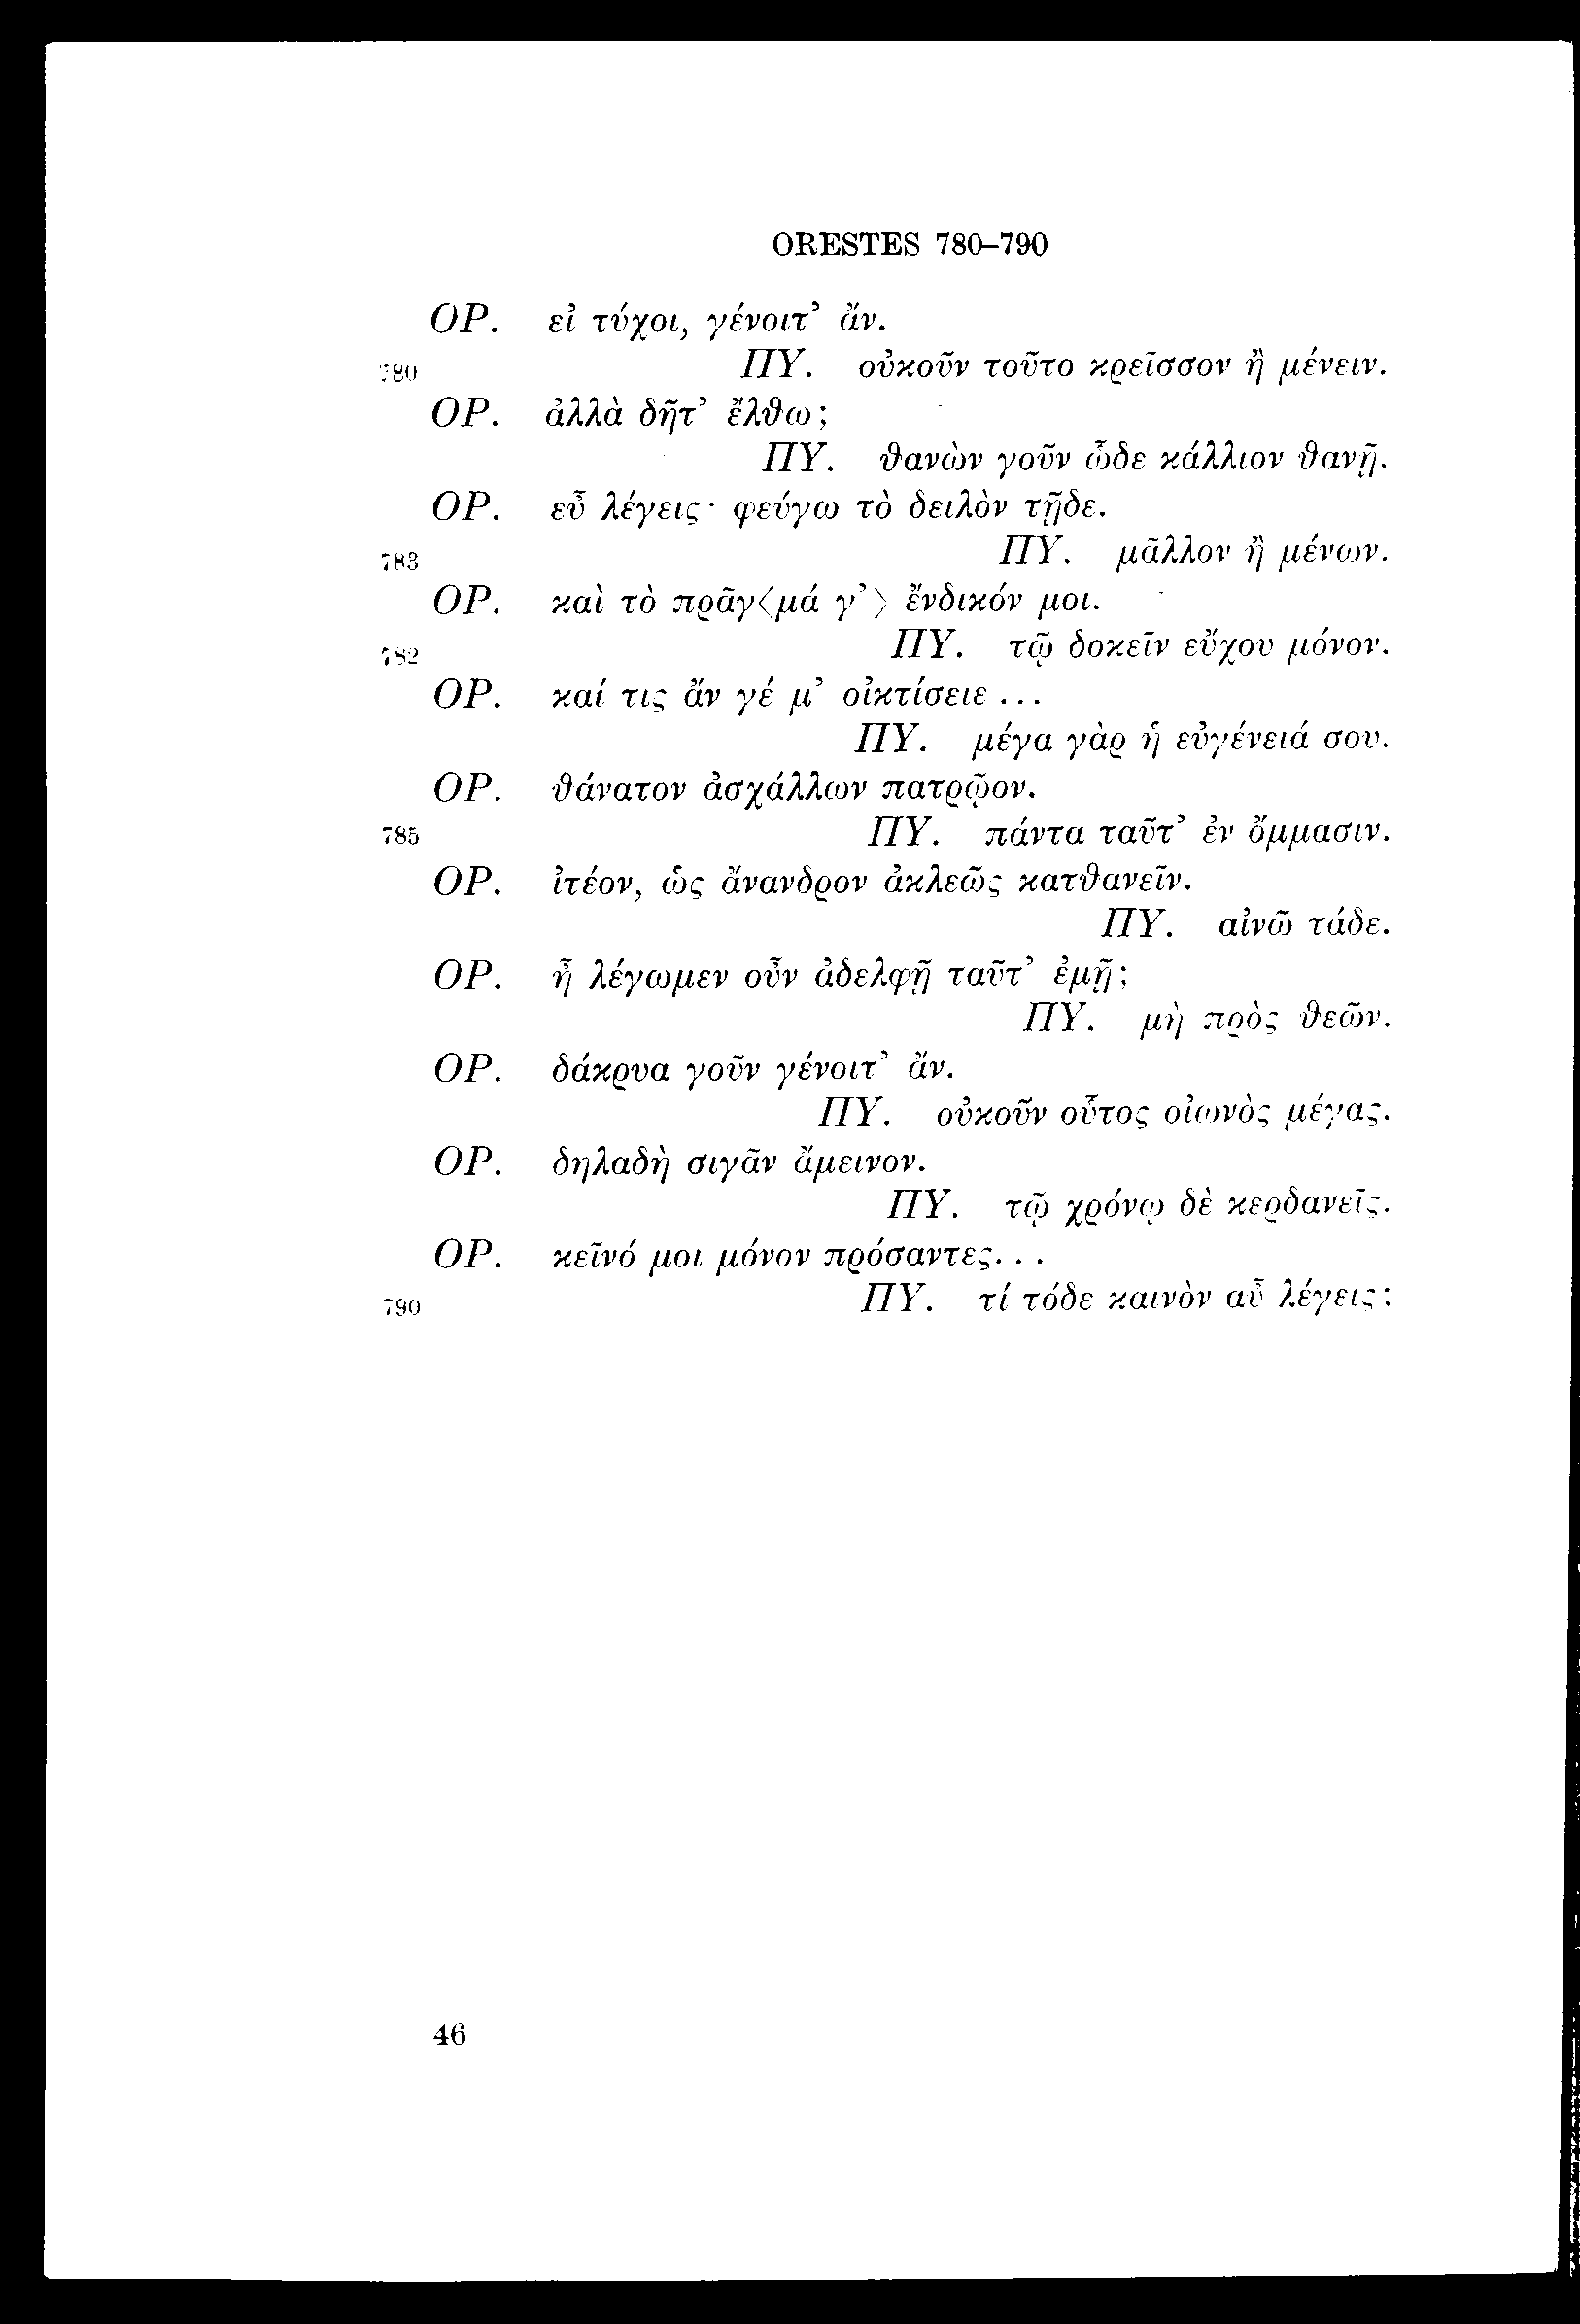 ORESTES 780–790
ΟΡ. εἰ τύχοι, γένοιτ’ ἄν.
780 ΠΥ. οὐκοῦν τοῦτο κρεῖσσον ἢ μένειν.
ΟΡ. ἀλλὰ δῆτ’ ἔλθω;
ΠΥ. θανὼν γοῦν ὧδε κάλλιον θανῇ.
ΟΡ. εὖ λέγεις· φεύγω τὸ δειλὸν τῇδε.
783 ΠΥ. μᾶλλον ἢ μένων.
ΟΡ. καὶ τὸ πρᾶγ⟨μά γ’⟩ ἔνδικόν μοι.
782 ΠΥ. τῷ δοκεῖν εὔχου μόνον.
ΟΡ. καί τις ἄν γέ μ’ οἰκτίσειε ...
ΠΥ. μέγα γὰρ ἡ εὐγένειά σου.
ΟΡ. θάνατον ἀσχάλλων πατρῷον.
785 ΠΥ. πάντα ταῦτ’ ἐν ὄμμασιν.
ΟΡ. ἰτέον, ὡς ἄνανδρον ἀκλεῶς κατθανεῖν.
ΠΥ. αἰνῶ τάδε.
ΟΡ. ἦ λέγωμεν οὖν ἀδελφῇ ταῦτ’ ἐμῇ;
ΠΥ. μὴ πρὸς θεῶν.
ΟΡ. δάκρυα γοῦν γένοιτ’ ἄν.
ΠΥ. οὐκοῦν οὗτος οἰωνὸς μέγας.
ΟΡ. δηλαδὴ σιγᾶν ἄμεινον.
ΠΥ. τῷ χρόνῳ δὲ κερδανεῖς.
ΟΡ. κεῖνό μοι μόνον πρόσαντες...
790 ΠΥ. τί τόδε καινὸν αὖ λέγεις;
46